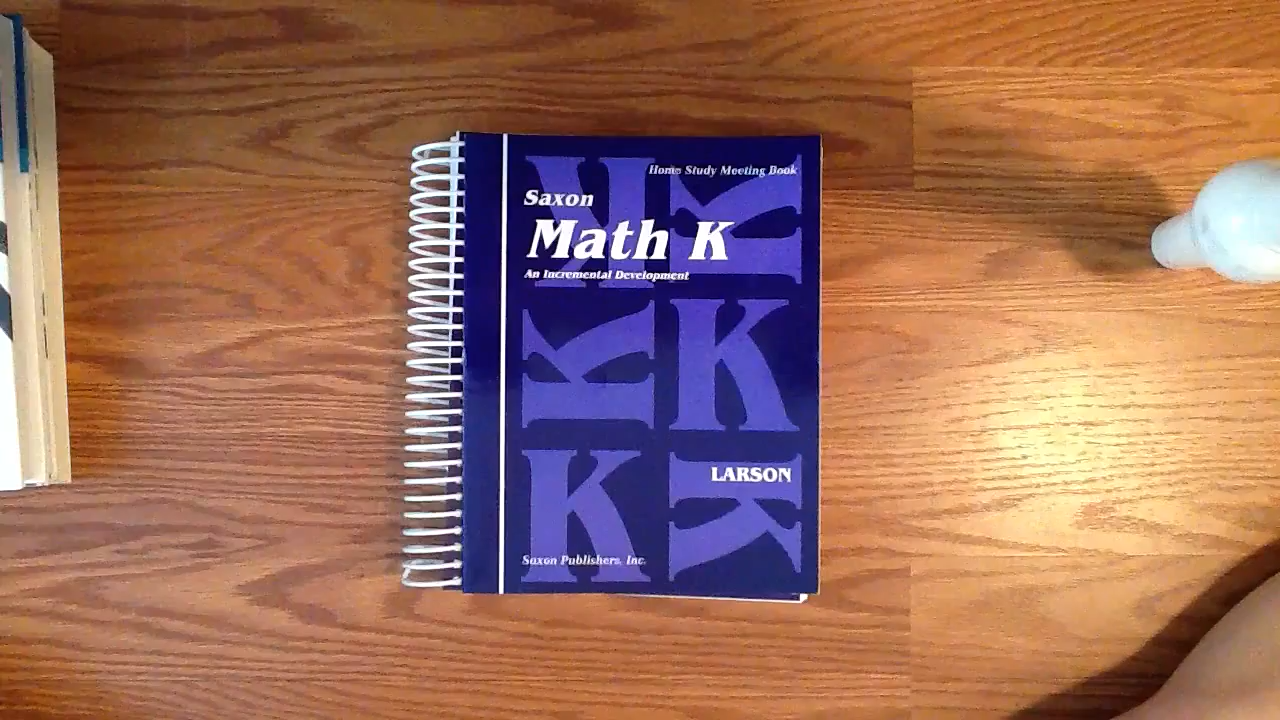 Home Study Meeting Book
Saxon
Math K
An Incremental Development
K K
K K
LARSON
K K
Saxon Publishers, Inc.